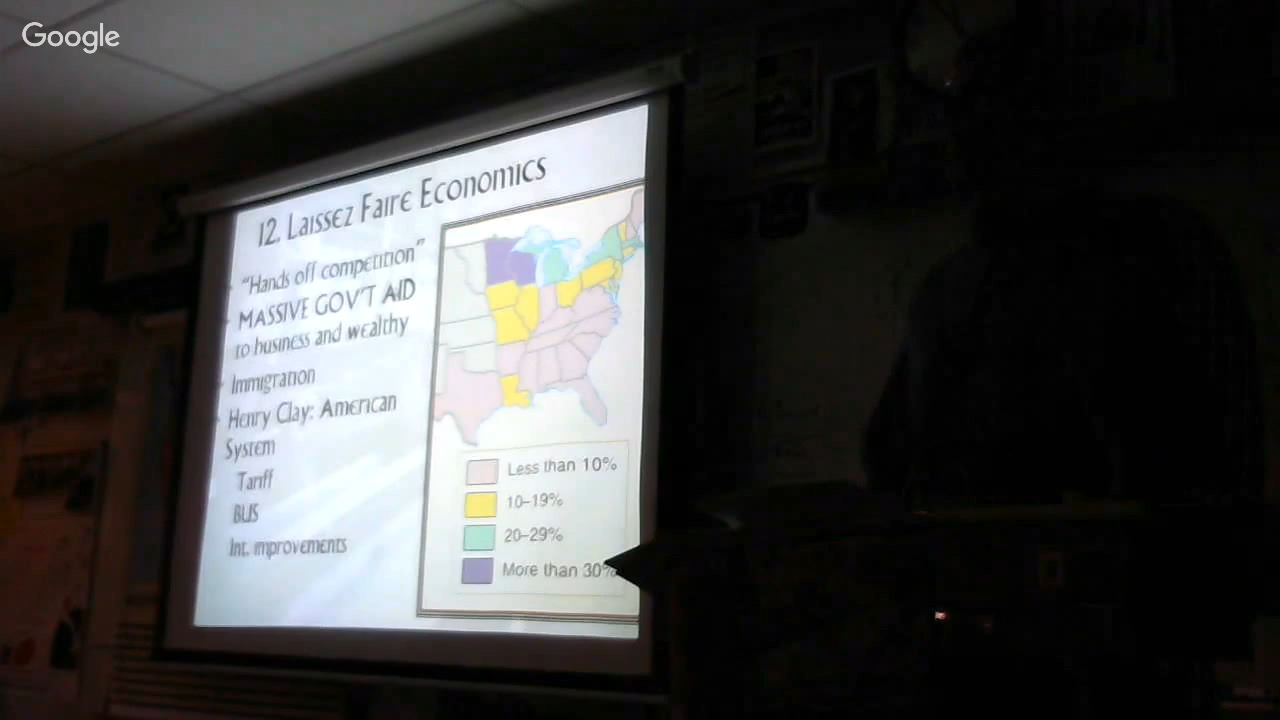 Google
12. Laissez Faire Economics
"Hands off competition"
MASSIVE GOV'T AID
to business and wealthy
Immigration
Henry Clay: American
System
Tariff
BUS
Int. improvements
Less than 10%
10–19%
20–29%
More than 30%